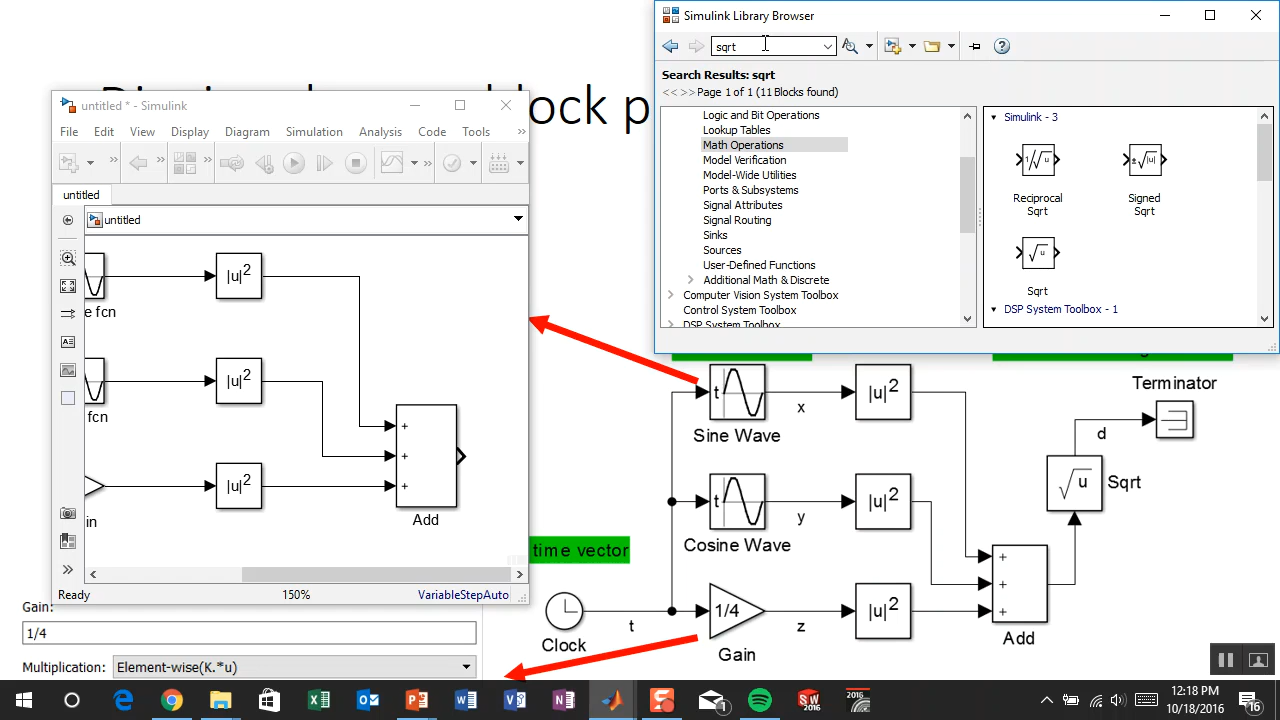 Simulink Library Browser
sqrt
Search Results: sqrt
<< >> Page 1 of 1 (11 Blocks found)
Logic and Bit Operations
Lookup Tables
Math Operations
Model Verification
Model-Wide Utilities
Ports & Subsystems
Signal Attributes
Signal Routing
Sinks
Sources
User-Defined Functions
Additional Math & Discrete
Computer Vision System Toolbox
Control System Toolbox
DSP System Toolbox
Simulink - 3
Reciprocal
Sqrt
Signed
Sqrt
Sqrt
DSP System Toolbox - 1
lock p
untitled * - Simulink
File Edit View Display Diagram Simulation Analysis Code Tools »
untitled
untitled
|u|²
e fcn
|u|²
fcn
|u|²
in
+
+
+
Add
Ready 150% VariableStepAuto
Gain:
1/4
Multiplication: Element-wise(K.*u)
time vector
Clock
t
t
Sine Wave
x
|u|²
t
Cosine Wave
y
|u|²
1/4
Gain
z
|u|²
+
+
+
Add
√u
Sqrt
d
Terminator
12:18 PM
10/18/2016
16